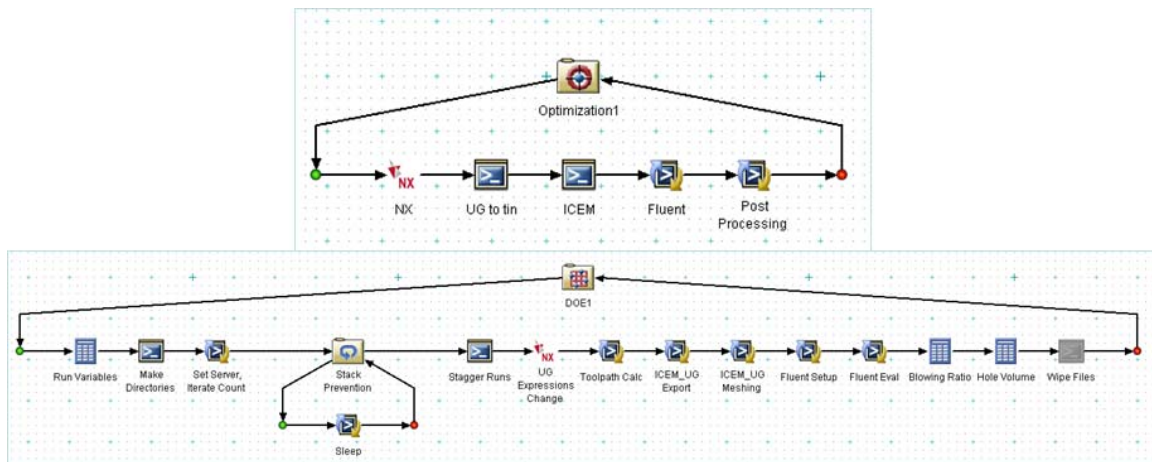 Optimization1
NX
NX
UG to tin
ICEM
Fluent
Post
Processing
DOE1
Run Variables
Make
Directories
Set Server,
Iterate Count
Stack
Prevention
Sleep
Stagger Runs
NX
UG
Expressions
Change
Toolpath Calc
ICEM_UG
Export
ICEM_UG
Meshing
Fluent Setup
Fluent Eval
Blowing Ratio
Hole Volume
Wipe Files